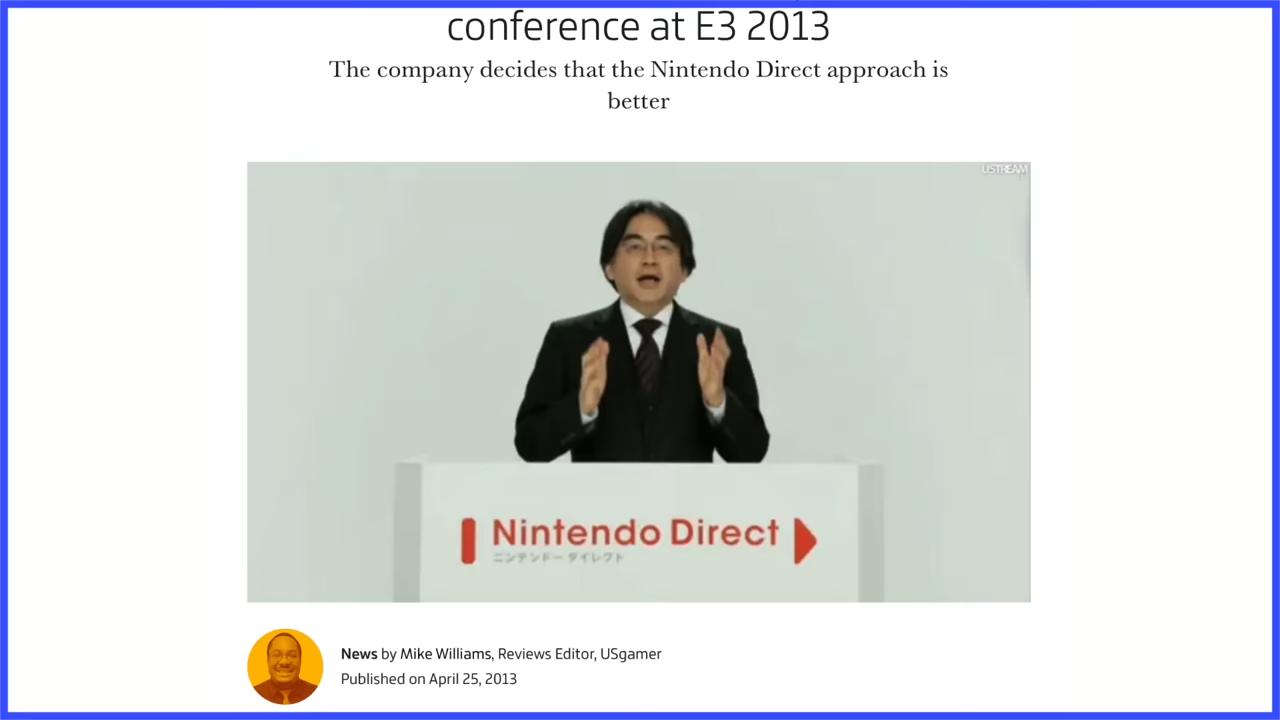 conference at E3 2013
The company decides that the Nintendo Direct approach is
better
USTREAM
Nintendo Direct
ニンテンドー ダイレクト
News by Mike Williams, Reviews Editor, USgamer
Published on April 25, 2013